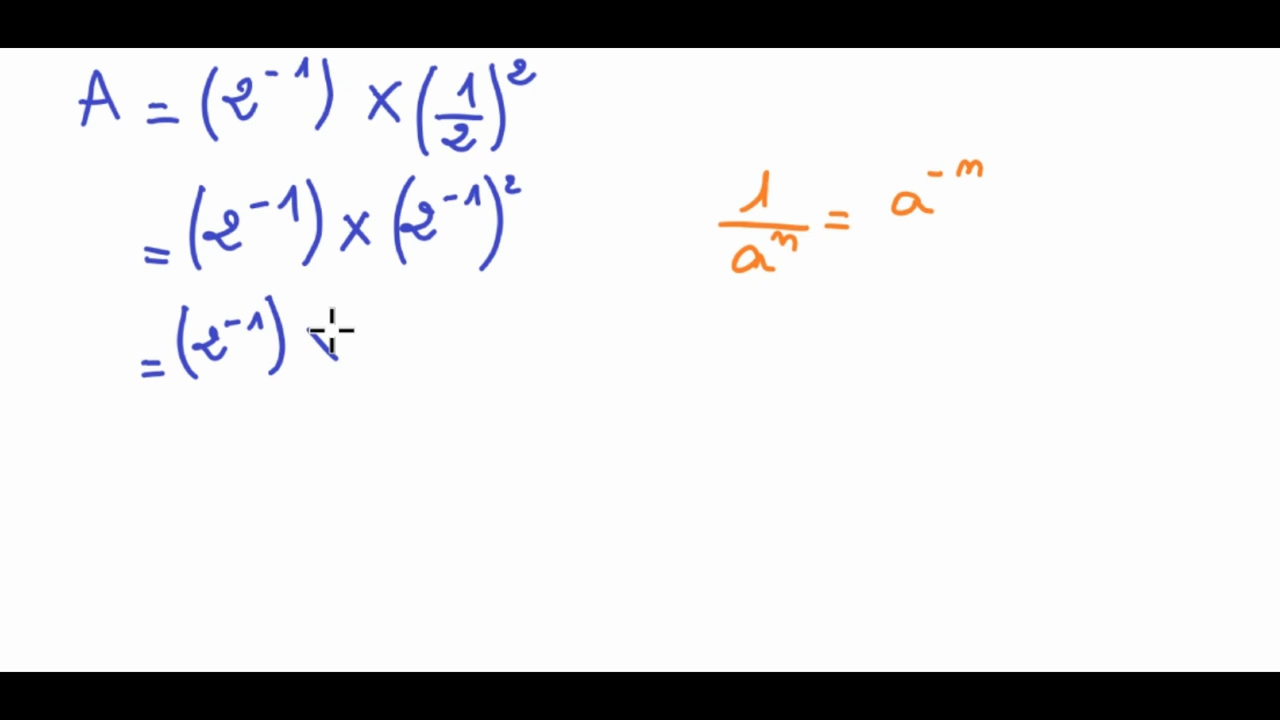 A = (2⁻¹) × (1/2)²
= (2⁻¹) × (2⁻¹)²
= (2⁻¹)
1/aⁿ = a⁻ⁿ